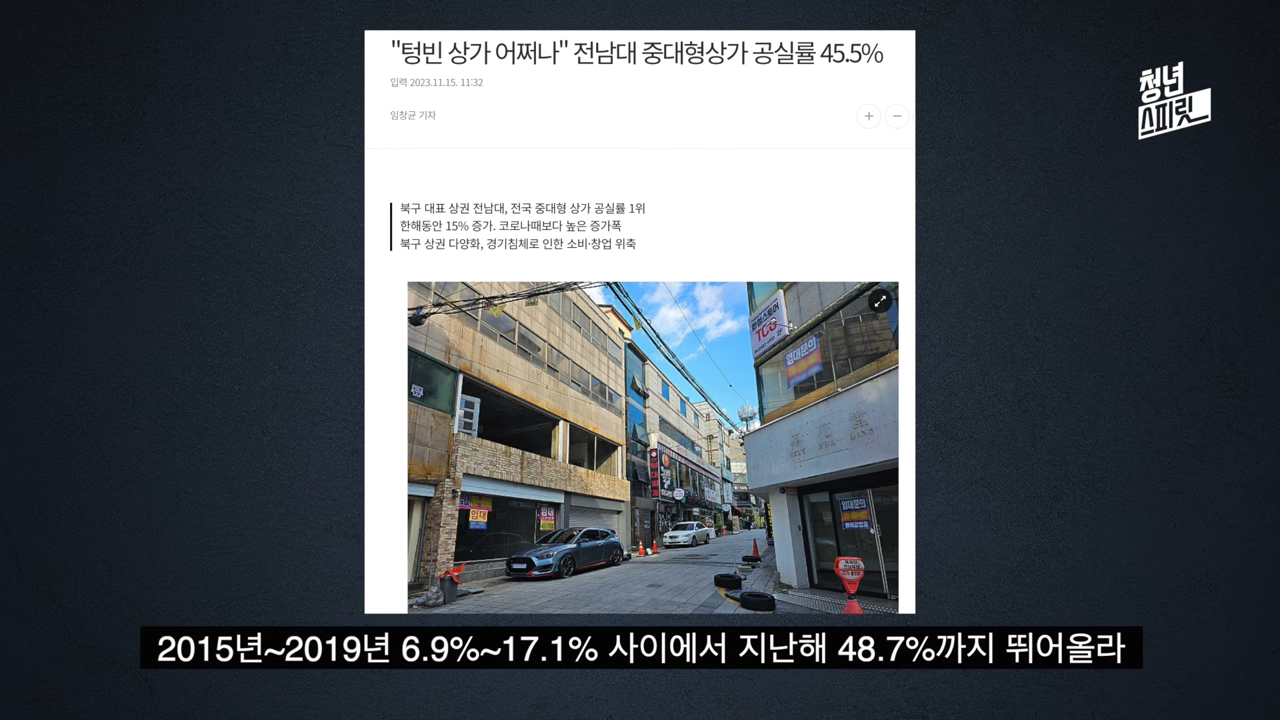 "텅빈 상가 어쩌나" 전남대 중대형상가 공실률 45.5%
입력 2023.11.15. 11:32
임창균 기자
청년
스피릿
북구 대표 상권 전남대, 전국 중대형 상가 공실률 1위
한해동안 15% 증가. 코로나때보다 높은 증가폭
북구 상권 다양화, 경기침체로 인한 소비·창업 위축
TCG
임대문의
임대
임대
임대문의
2015년~2019년 6.9%~17.1% 사이에서 지난해 48.7%까지 뛰어올라